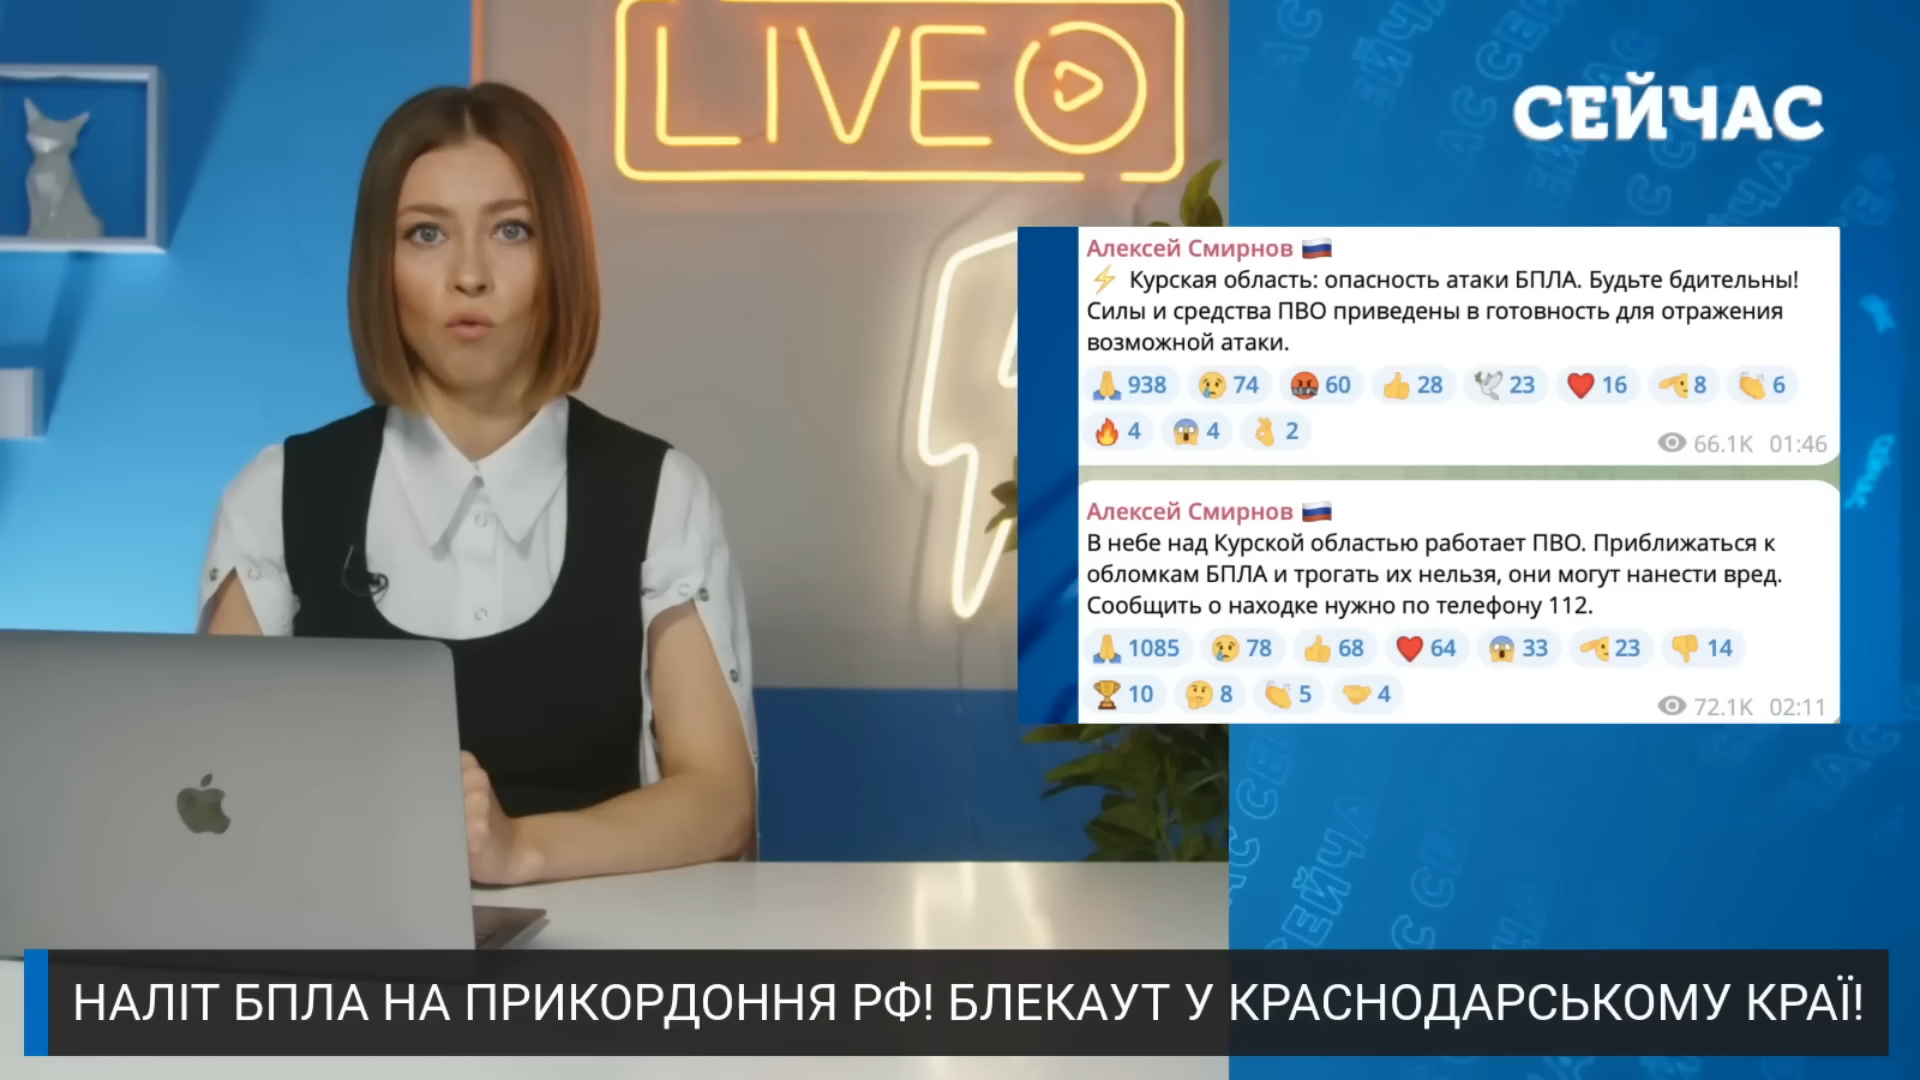 LIVE
СЕЙЧАС
Алексей Смирнов 🇷🇺
⚡ Курская область: опасность атаки БПЛА. Будьте бдительны!
Силы и средства ПВО приведены в готовность для отражения
возможной атаки.
🙏 938 😢 74 🤬 60 👍 28 🕊 23 ❤ 16 🫡 8 👏 6
🔥 4 😱 4 👌 2
66.1K 01:46
Алексей Смирнов 🇷🇺
В небе над Курской областью работает ПВО. Приближаться к
обломкам БПЛА и трогать их нельзя, они могут нанести вред.
Сообщить о находке нужно по телефону 112.
🙏 1085 😢 78 👍 68 ❤ 64 😱 33 🫡 23 👎 14
🏆 10 🤔 8 👏 5 🤝 4
72.1K 02:11
НАЛІТ БПЛА НА ПРИКОРДОННЯ РФ! БЛЕКАУТ У КРАСНОДАРСЬКОМУ КРАЇ!